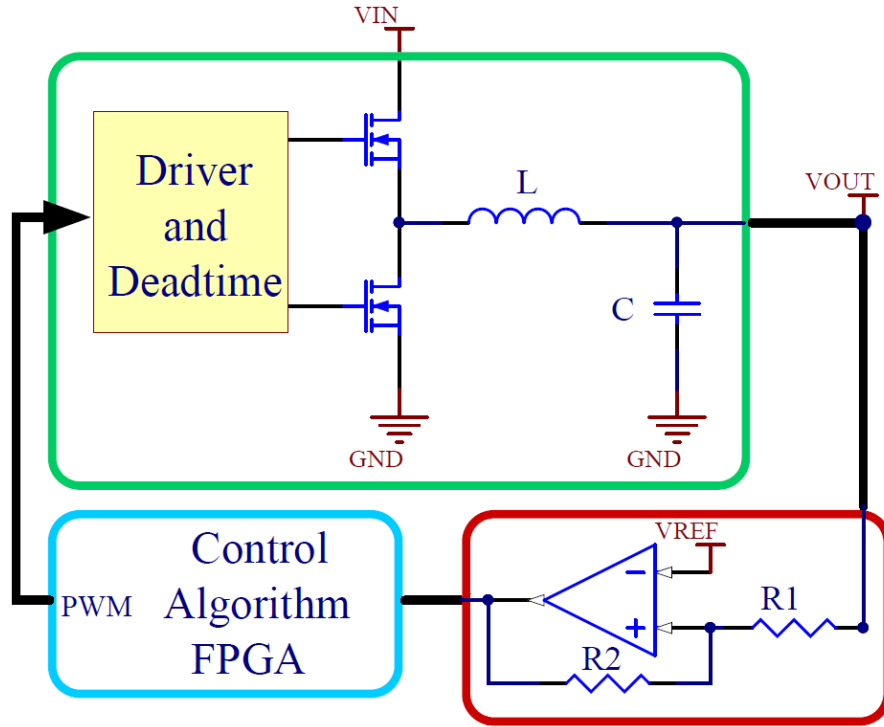 VIN
Driver
and
Deadtime
L
VOUT
C
GND
GND
Control
Algorithm
FPGA
PWM
VREF
-
+
R1
R2